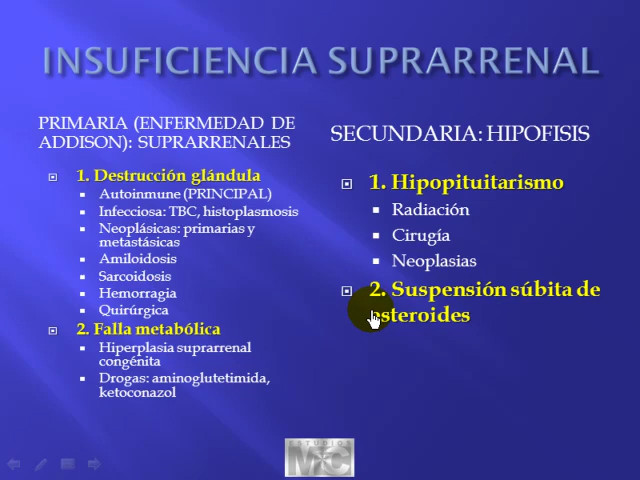 INSUFICIENCIA SUPRARRENAL
PRIMARIA (ENFERMEDAD DE
ADDISON): SUPRARRENALES
1. Destrucción glándula
Autoinmune (PRINCIPAL)
Infecciosa: TBC, histoplasmosis
Neoplásicas: primarias y
metastásicas
Amiloidosis
Sarcoidosis
Hemorragia
Quirúrgica
2. Falla metabólica
Hiperplasia suprarrenal
congénita
Drogas: aminoglutetimida,
ketoconazol
SECUNDARIA: HIPOFISIS
1. Hipopituitarismo
Radiación
Cirugía
Neoplasias
2. Suspensión súbita de
esteroides
ESTUDIOS